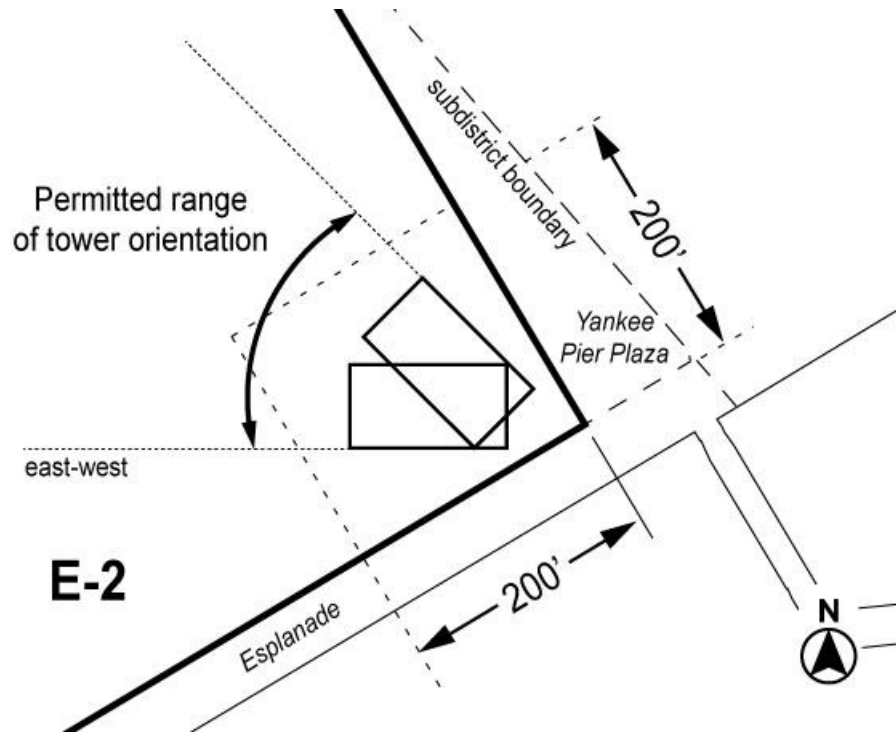 subdistrict boundary
Permitted range
of tower orientation
200’
Yankee
Pier Plaza
east-west
E-2
200’
Esplanade
N